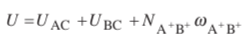 U = U_AC + U_BC + N_A⁺B⁺ ω_A⁺B⁺